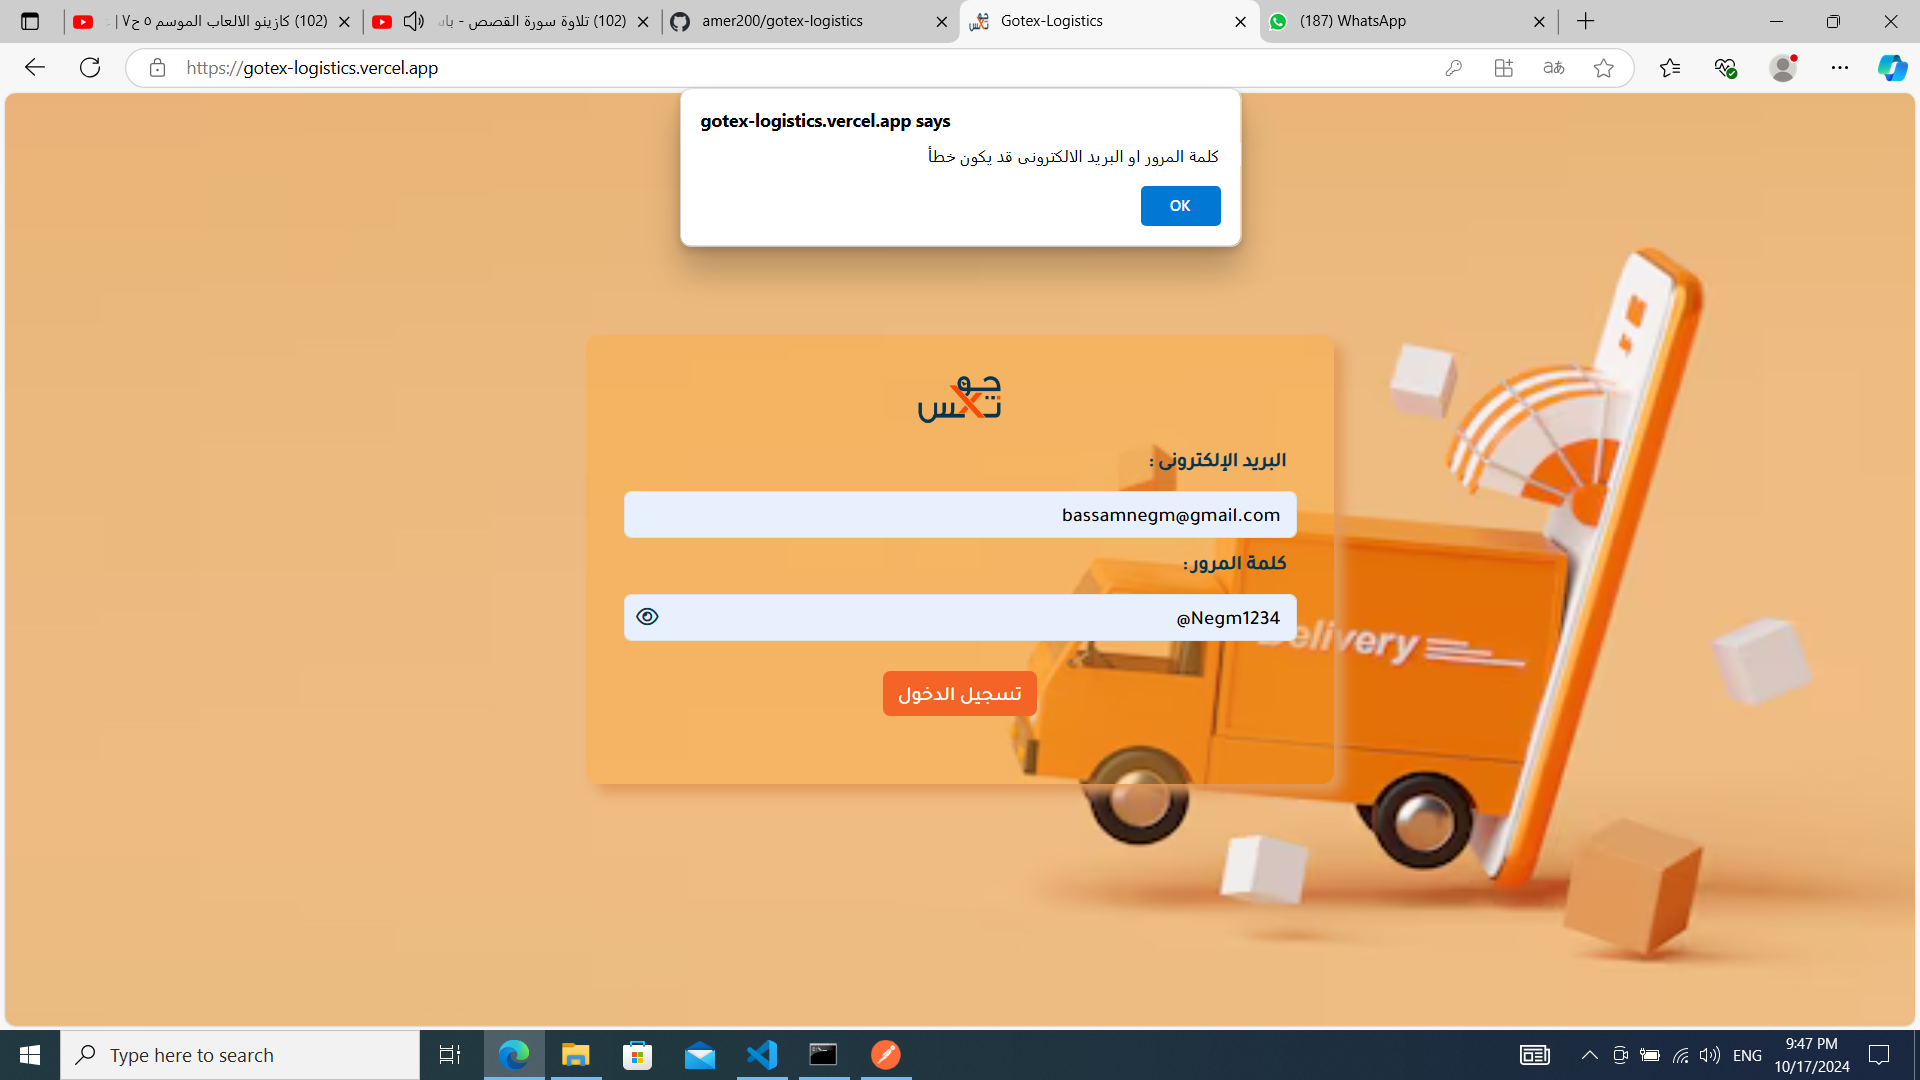 (102) كازينو الالعاب الموسم ٥ ح٧ |
(102) تلاوة سورة القصص -
amer200/gotex-logistics
Gotex-Logistics
(187) WhatsApp
https://gotex-logistics.vercel.app
gotex-logistics.vercel.app says
كلمة المرور او البريد الالكترونى قد يكون خطأ
OK
جو
تكس
البريد الإلكترونى :
bassamnegm@gmail.com
كلمة المرور :
@Negm1234
تسجيل الدخول
Delivery
Type here to search
ENG
9:47 PM
10/17/2024